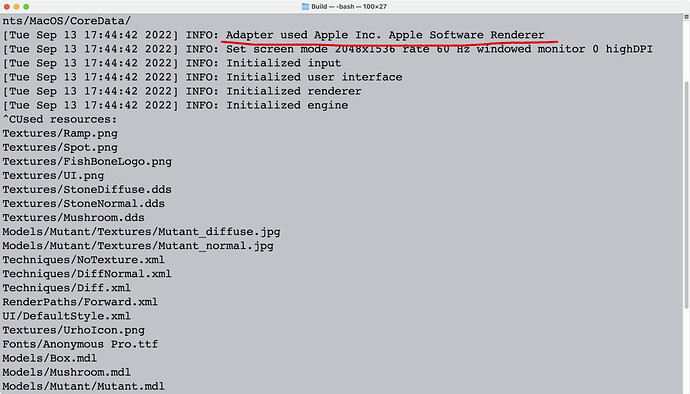 Build — -bash — 100×27
nts/MacOS/CoreData/
[Tue Sep 13 17:44:42 2022] INFO: Adapter used Apple Inc. Apple Software Renderer
[Tue Sep 13 17:44:42 2022] INFO: Set screen mode 2048x1536 rate 60 Hz windowed monitor 0 highDPI
[Tue Sep 13 17:44:42 2022] INFO: Initialized input
[Tue Sep 13 17:44:42 2022] INFO: Initialized user interface
[Tue Sep 13 17:44:42 2022] INFO: Initialized renderer
[Tue Sep 13 17:44:42 2022] INFO: Initialized engine
^CUsed resources:
Textures/Ramp.png
Textures/Spot.png
Textures/FishBoneLogo.png
Textures/UI.png
Textures/StoneDiffuse.dds
Textures/StoneNormal.dds
Textures/Mushroom.dds
Models/Mutant/Textures/Mutant_diffuse.jpg
Models/Mutant/Textures/Mutant_normal.jpg
Techniques/NoTexture.xml
Techniques/DiffNormal.xml
Techniques/Diff.xml
RenderPaths/Forward.xml
UI/DefaultStyle.xml
Textures/UrhoIcon.png
Fonts/Anonymous Pro.ttf
Models/Box.mdl
Models/Mushroom.mdl
Models/Mutant/Mutant.mdl